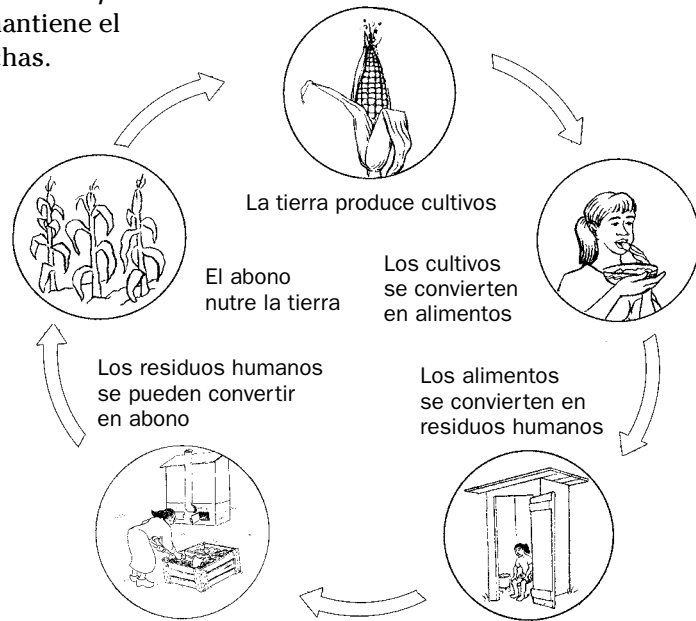 mantiene el
chas.
La tierra produce cultivos
Los cultivos
se convierten
en alimentos
Los alimentos
se convierten en
residuos humanos
Los residuos humanos
se pueden convertir
en abono
El abono
nutre la tierra